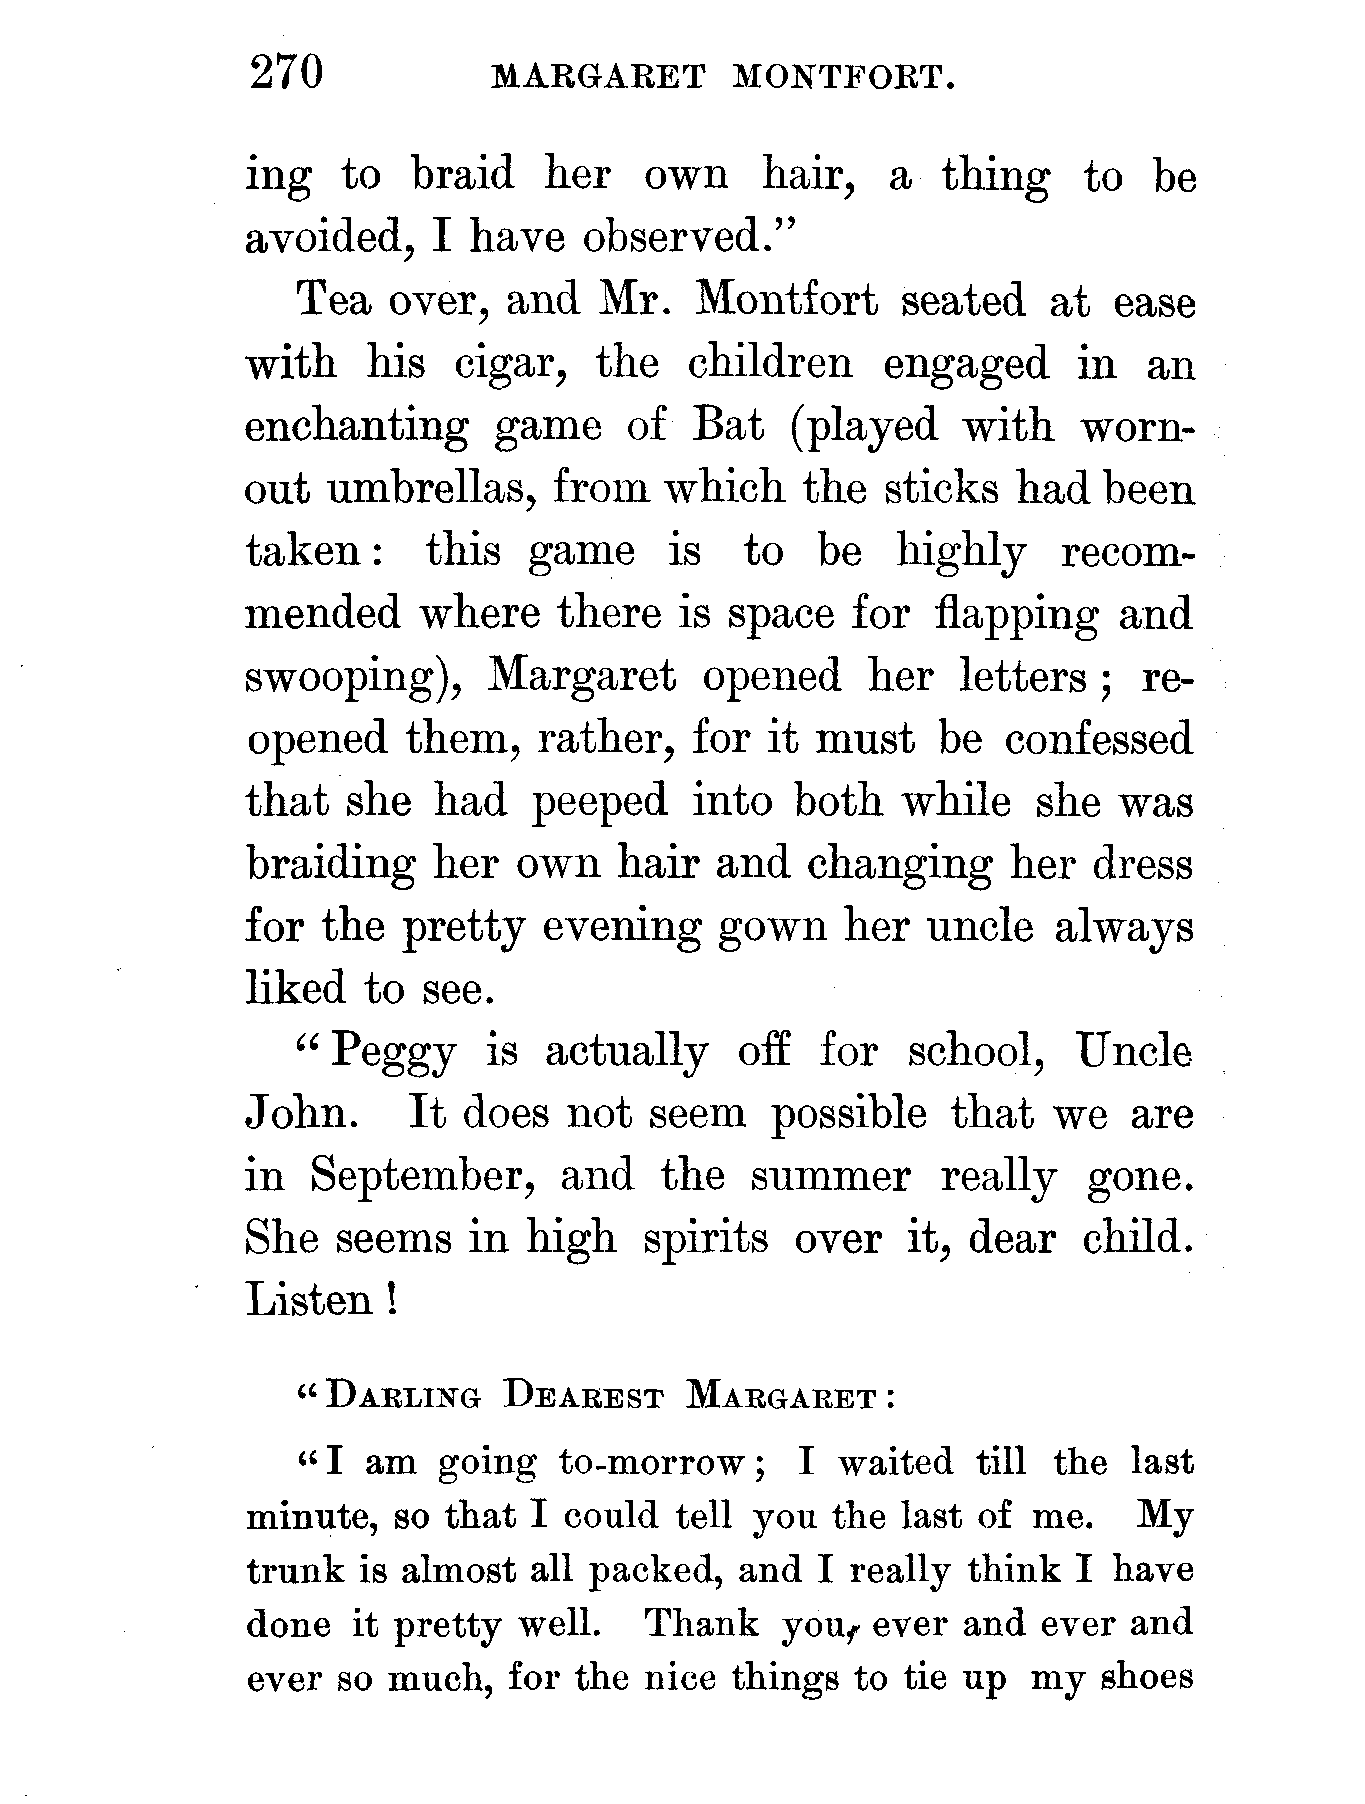 270 MARGARET MONTFORT.
ing to braid her own hair, a thing to be
avoided, I have observed."
Tea over, and Mr. Montfort seated at ease
with his cigar, the children engaged in an
enchanting game of Bat (played with worn-
out umbrellas, from which the sticks had been
taken : this game is to be highly recom-
mended where there is space for flapping and
swooping), Margaret opened her letters ; re-
opened them, rather, for it must be confessed
that she had peeped into both while she was
braiding her own hair and changing her dress
for the pretty evening gown her uncle always
liked to see.
" Peggy is actually off for school, Uncle
John. It does not seem possible that we are
in September, and the summer really gone.
She seems in high spirits over it, dear child.
Listen !
" DARLING DEAREST MARGARET :
" I am going to-morrow ; I waited till the last
minute, so that I could tell you the last of me. My
trunk is almost all packed, and I really think I have
done it pretty well. Thank you, ever and ever and
ever so much, for the nice things to tie up my shoes